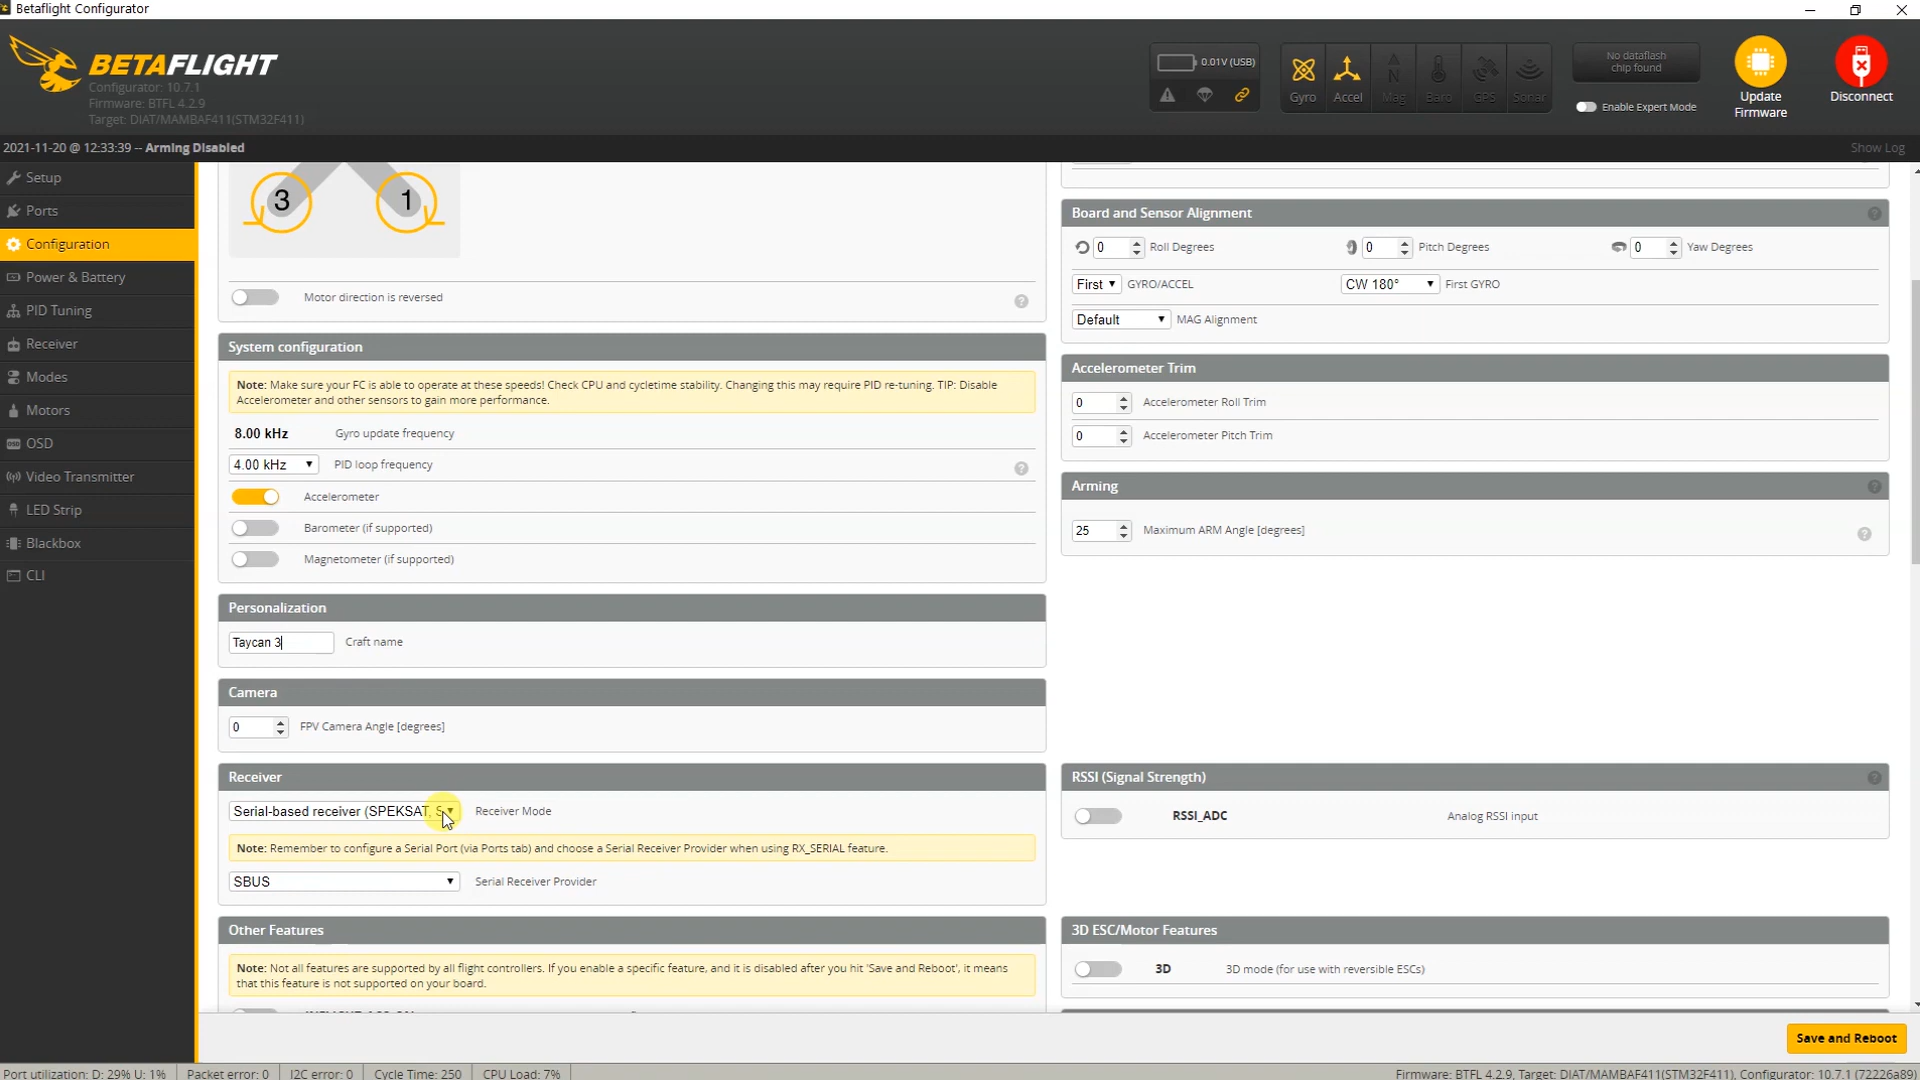 Betaflight Configurator
BETAFLIGHT
Configurator: 10.7.1
Firmware: BTFL 4.2.9
Target: DIAT/MAMBAF411(STM32F411)
0.01V (USB)
Gyro
Accel
Mag
Baro
GPS
Sonar
No dataflash
chip found
Enable Expert Mode
Update
Firmware
Disconnect
2021-11-20 @ 12:33:39 -- Arming Disabled
Show Log
Setup
Ports
Configuration
Power & Battery
PID Tuning
Receiver
Modes
Motors
OSD
Video Transmitter
LED Strip
Blackbox
CLI
3
1
Motor direction is reversed
System configuration
Note: Make sure your FC is able to operate at these speeds! Check CPU and cycletime stability. Changing this may require PID re-tuning. TIP: Disable
Accelerometer and other sensors to gain more performance.
8.00 kHz Gyro update frequency
4.00 kHz PID loop frequency
Accelerometer
Barometer (if supported)
Magnetometer (if supported)
Personalization
Taycan 3 Craft name
Camera
0 FPV Camera Angle [degrees]
Receiver
Serial-based receiver (SPEKSAT, S Receiver Mode
Note: Remember to configure a Serial Port (via Ports tab) and choose a Serial Receiver Provider when using RX_SERIAL feature.
SBUS Serial Receiver Provider
Other Features
Note: Not all features are supported by all flight controllers. If you enable a specific feature, and it is disabled after you hit 'Save and Reboot', it means
that this feature is not supported on your board.
Board and Sensor Alignment
0 Roll Degrees 0 Pitch Degrees 0 Yaw Degrees
First GYRO/ACCEL CW 180° First GYRO
Default MAG Alignment
Accelerometer Trim
0 Accelerometer Roll Trim
0 Accelerometer Pitch Trim
Arming
25 Maximum ARM Angle [degrees]
RSSI (Signal Strength)
RSSI_ADC Analog RSSI input
3D ESC/Motor Features
3D 3D mode (for use with reversible ESCs)
Save and Reboot
Port utilization: D: 29% U: 1% Packet error: 0 I2C error: 0 Cycle Time: 250 CPU Load: 7% Firmware: BTFL 4.2.9, Target: DIAT/MAMBAF411(STM32F411), Configurator: 10.7.1 (72226a89)